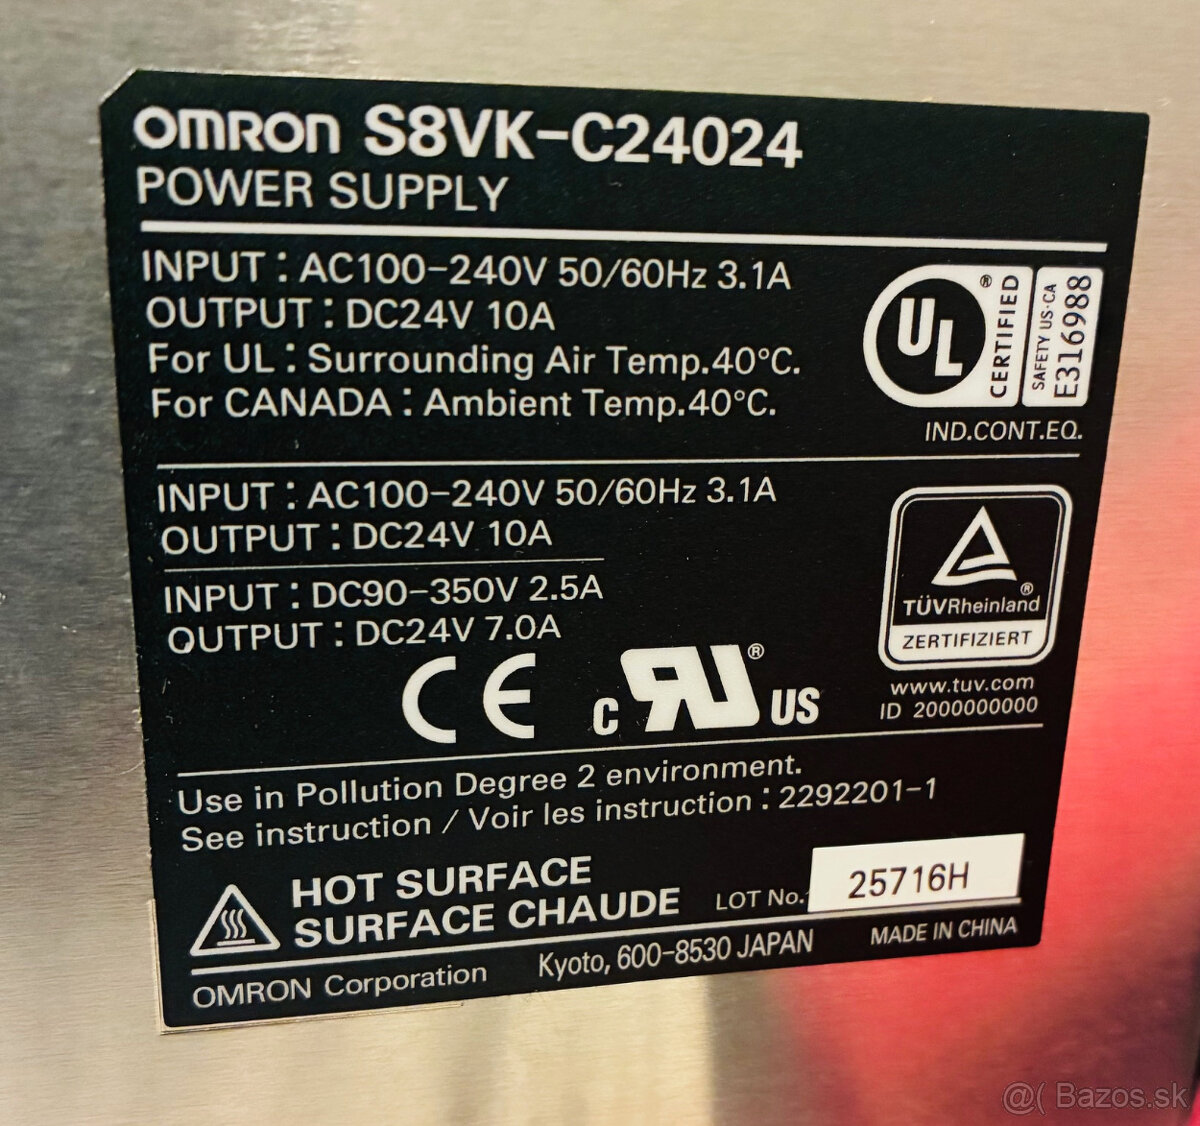 OMRON S8VK-C24024
POWER SUPPLY
INPUT : AC100-240V 50/60Hz 3.1A
OUTPUT : DC24V 10A
For UL : Surrounding Air Temp.40°C.
For CANADA : Ambient Temp.40°C.
UL ® CERTIFIED
SAFETY US·CA
E316988
IND.CONT.EQ.
INPUT : AC100-240V 50/60Hz 3.1A
OUTPUT : DC24V 10A
INPUT : DC90-350V 2.5A
OUTPUT : DC24V 7.0A
CE c RU ® US
TÜVRheinland ®
ZERTIFIZIERT
www.tuv.com
ID 2000000000
Use in Pollution Degree 2 environment.
See instruction / Voir les instruction : 2292201-1
HOT SURFACE
SURFACE CHAUDE
LOT No. 25716H
OMRON Corporation Kyoto, 600-8530 JAPAN MADE IN CHINA
@( Bazos.sk